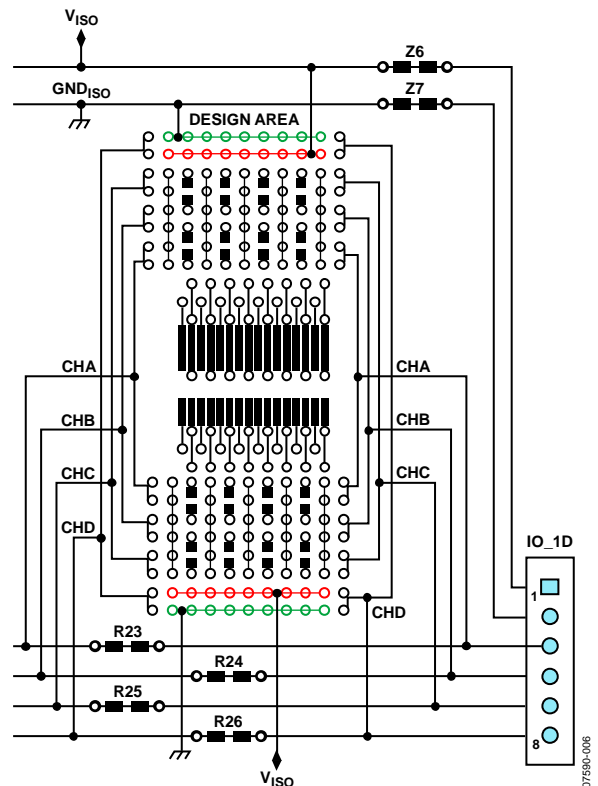 VISO
Z6
GNDISO
Z7
DESIGN AREA
CHA
CHA
CHB
CHB
CHC
CHC
CHD
IO_1D
1
CHD
R23
R24
R25
R26
8
VISO
07590-006